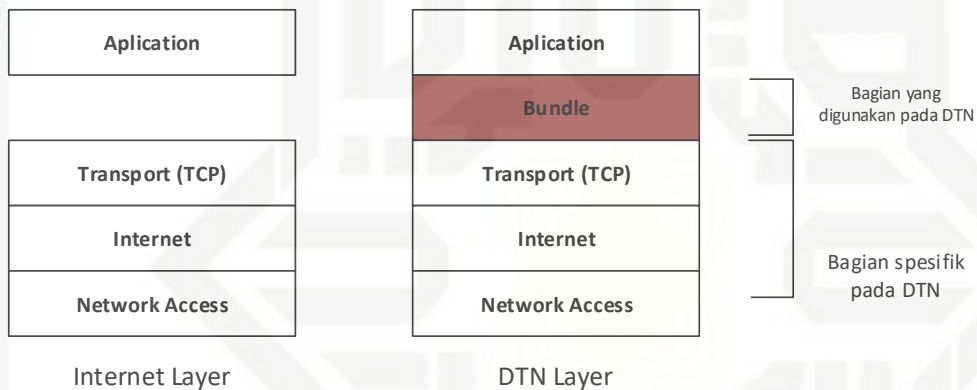 Aplication
Transport (TCP)
Internet
Network Access
Internet Layer
Aplication
Bundle
Transport (TCP)
Internet
Network Access
DTN Layer
Bagian yang
digunakan pada DTN
Bagian spesifik
pada DTN